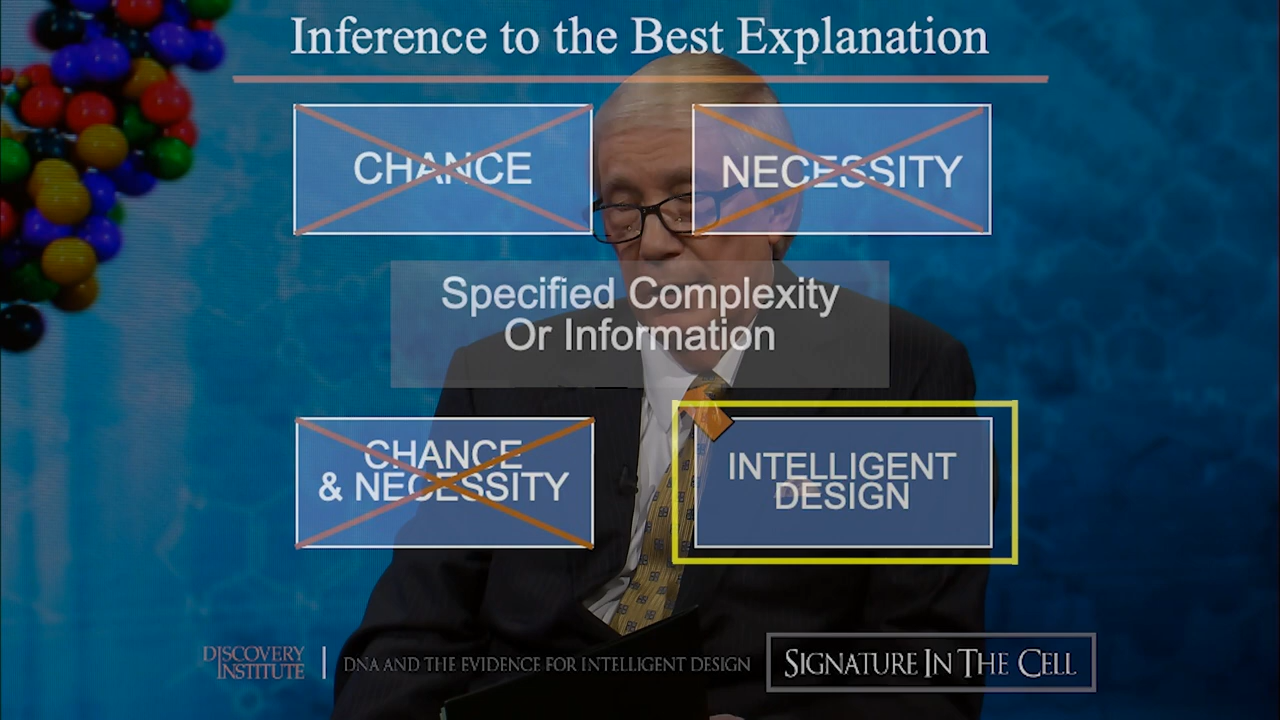 Inference to the Best Explanation
CHANCE
NECESSITY
Specified Complexity
Or Information
CHANCE
& NECESSITY
INTELLIGENT
DESIGN
DISCOVERY
INSTITUTE
DNA AND THE EVIDENCE FOR INTELLIGENT DESIGN
SIGNATURE IN THE CELL